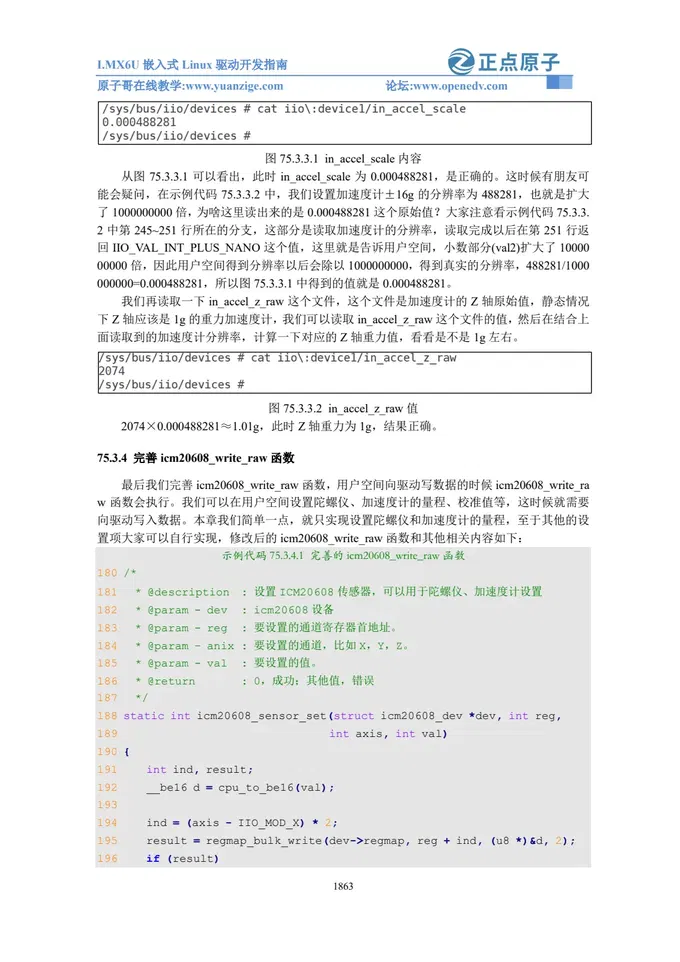 I.MX6U 嵌入式 Linux 驱动开发指南
正点原子
原子哥在线教学:www.yuanzige.com 论坛:www.openedv.com
/sys/bus/iio/devices # cat iio\:device1/in_accel_scale
0.000488281
/sys/bus/iio/devices #
图 75.3.3.1 in_accel_scale 内容
从图 75.3.3.1 可以看出，此时 in_accel_scale 为 0.000488281，是正确的。这时候有朋友可
能会疑问，在示例代码 75.3.3.2 中，我们设置加速度计±16g 的分辨率为 488281，也就是扩大
了 1000000000 倍，为啥这里读出来的是 0.000488281 这个原始值？大家注意看示例代码 75.3.3.
2 中第 245~251 行所在的分支，这部分是读取加速度计的分辨率，读取完成以后在第 251 行返
回 IIO_VAL_INT_PLUS_NANO 这个值，这里就是告诉用户空间，小数部分(val2)扩大了 10000
00000 倍，因此用户空间得到分辨率以后会除以 1000000000，得到真实的分辨率，488281/1000
000000=0.000488281，所以图 75.3.3.1 中得到的值就是 0.000488281。
我们再读取一下 in_accel_z_raw 这个文件，这个文件是加速度计的 Z 轴原始值，静态情况
下 Z 轴应该是 1g 的重力加速度计，我们可以读取 in_accel_z_raw 这个文件的值，然后在结合上
面读取到的加速度计分辨率，计算一下对应的 Z 轴重力值，看看是不是 1g 左右。
/sys/bus/iio/devices # cat iio\:device1/in_accel_z_raw
2074
/sys/bus/iio/devices #
图 75.3.3.2 in_accel_z_raw 值
2074×0.000488281≈1.01g，此时 Z 轴重力为 1g，结果正确。
75.3.4 完善 icm20608_write_raw 函数
最后我们完善 icm20608_write_raw 函数，用户空间向驱动写数据的时候 icm20608_write_ra
w 函数会执行。我们可以在用户空间设置陀螺仪、加速度计的量程、校准值等，这时候就需要
向驱动写入数据。本章我们简单一点，就只实现设置陀螺仪和加速度计的量程，至于其他的设
置项大家可以自行实现，修改后的 icm20608_write_raw 函数和其他相关内容如下：
示例代码 75.3.4.1 完善的 icm20608_write_raw 函数
180 /*
181 * @description : 设置 ICM20608 传感器，可以用于陀螺仪、加速度计设置
182 * @param - dev : icm20608 设备
183 * @param - reg : 要设置的通道寄存器首地址。
184 * @param - anix : 要设置的通道，比如 X，Y，Z。
185 * @param - val : 要设置的值。
186 * @return : 0，成功；其他值，错误
187 */
188 static int icm20608_sensor_set(struct icm20608_dev *dev, int reg,
189 int axis, int val)
190 {
191 int ind, result;
192 __be16 d = cpu_to_be16(val);
193
194 ind = (axis - IIO_MOD_X) * 2;
195 result = regmap_bulk_write(dev->regmap, reg + ind, (u8 *)&d, 2);
196 if (result)
1863